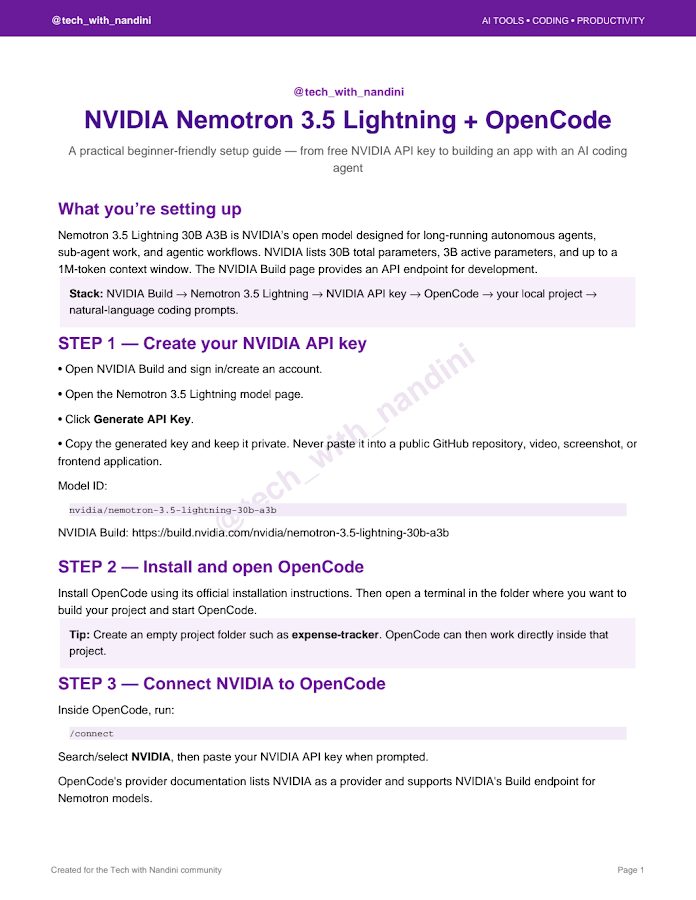 @tech_with_nandini
AI TOOLS • CODING • PRODUCTIVITY
@tech_with_nandini
NVIDIA Nemotron 3.5 Lightning + OpenCode
A practical beginner-friendly setup guide — from free NVIDIA API key to building an app with an AI coding
agent
What you’re setting up
Nemotron 3.5 Lightning 30B A3B is NVIDIA's open model designed for long-running autonomous agents,
sub-agent work, and agentic workflows. NVIDIA lists 30B total parameters, 3B active parameters, and up to a
1M-token context window. The NVIDIA Build page provides an API endpoint for development.
Stack: NVIDIA Build → Nemotron 3.5 Lightning → NVIDIA API key → OpenCode → your local project →
natural-language coding prompts.
STEP 1 — Create your NVIDIA API key
• Open NVIDIA Build and sign in/create an account.
• Open the Nemotron 3.5 Lightning model page.
• Click Generate API Key.
• Copy the generated key and keep it private. Never paste it into a public GitHub repository, video, screenshot, or
frontend application.
Model ID:
nvidia/nemotron-3.5-lightning-30b-a3b
NVIDIA Build: https://build.nvidia.com/nvidia/nemotron-3.5-lightning-30b-a3b
@tech_with_nandini
STEP 2 — Install and open OpenCode
Install OpenCode using its official installation instructions. Then open a terminal in the folder where you want to
build your project and start OpenCode.
Tip: Create an empty project folder such as expense-tracker. OpenCode can then work directly inside that
project.
STEP 3 — Connect NVIDIA to OpenCode
Inside OpenCode, run:
/connect
Search/select NVIDIA, then paste your NVIDIA API key when prompted.
OpenCode's provider documentation lists NVIDIA as a provider and supports NVIDIA's Build endpoint for
Nemotron models.
Created for the Tech with Nandini community
Page 1